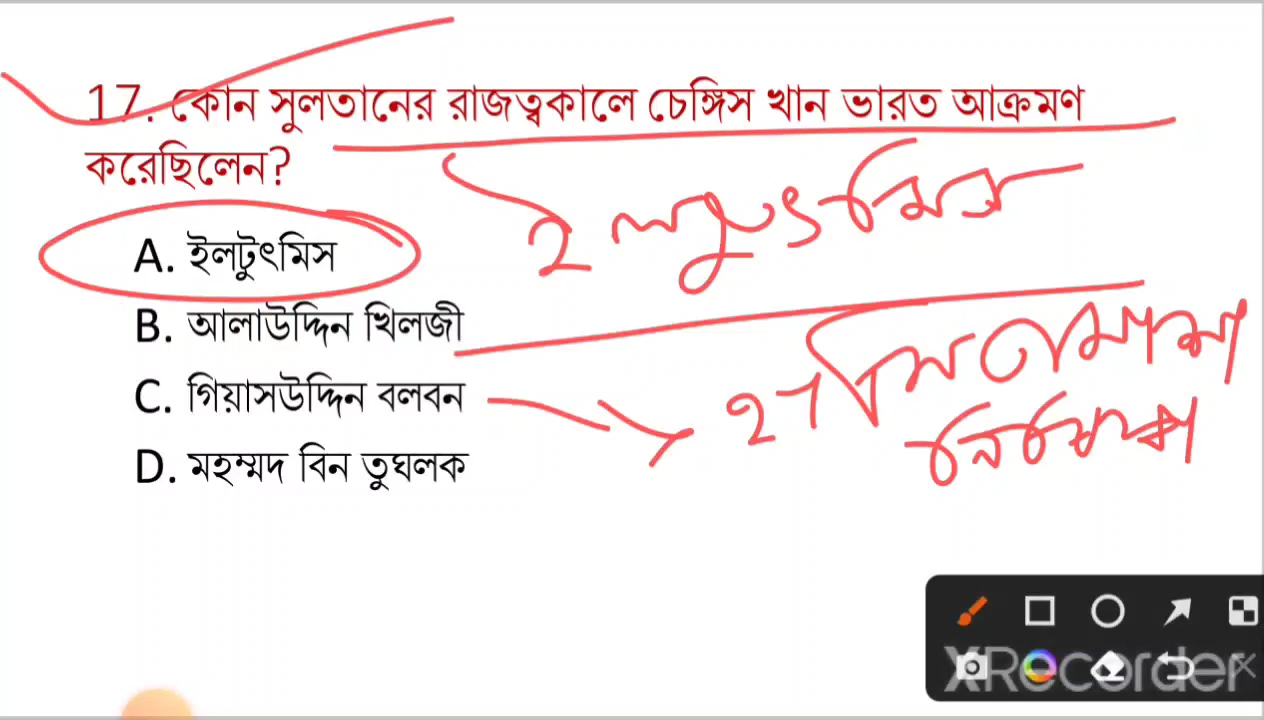 17. কোন সুলতানের রাজত্বকালে চেঙ্গিস খান ভারত আক্রমণ
করেছিলেন?
A. ইলটুৎমিস
ইলতুৎমিস
B. আলাউদ্দিন খিলজী
C. গিয়াসউদ্দিন বলবন
D. মহম্মদ বিন তুঘলক
XRecorder